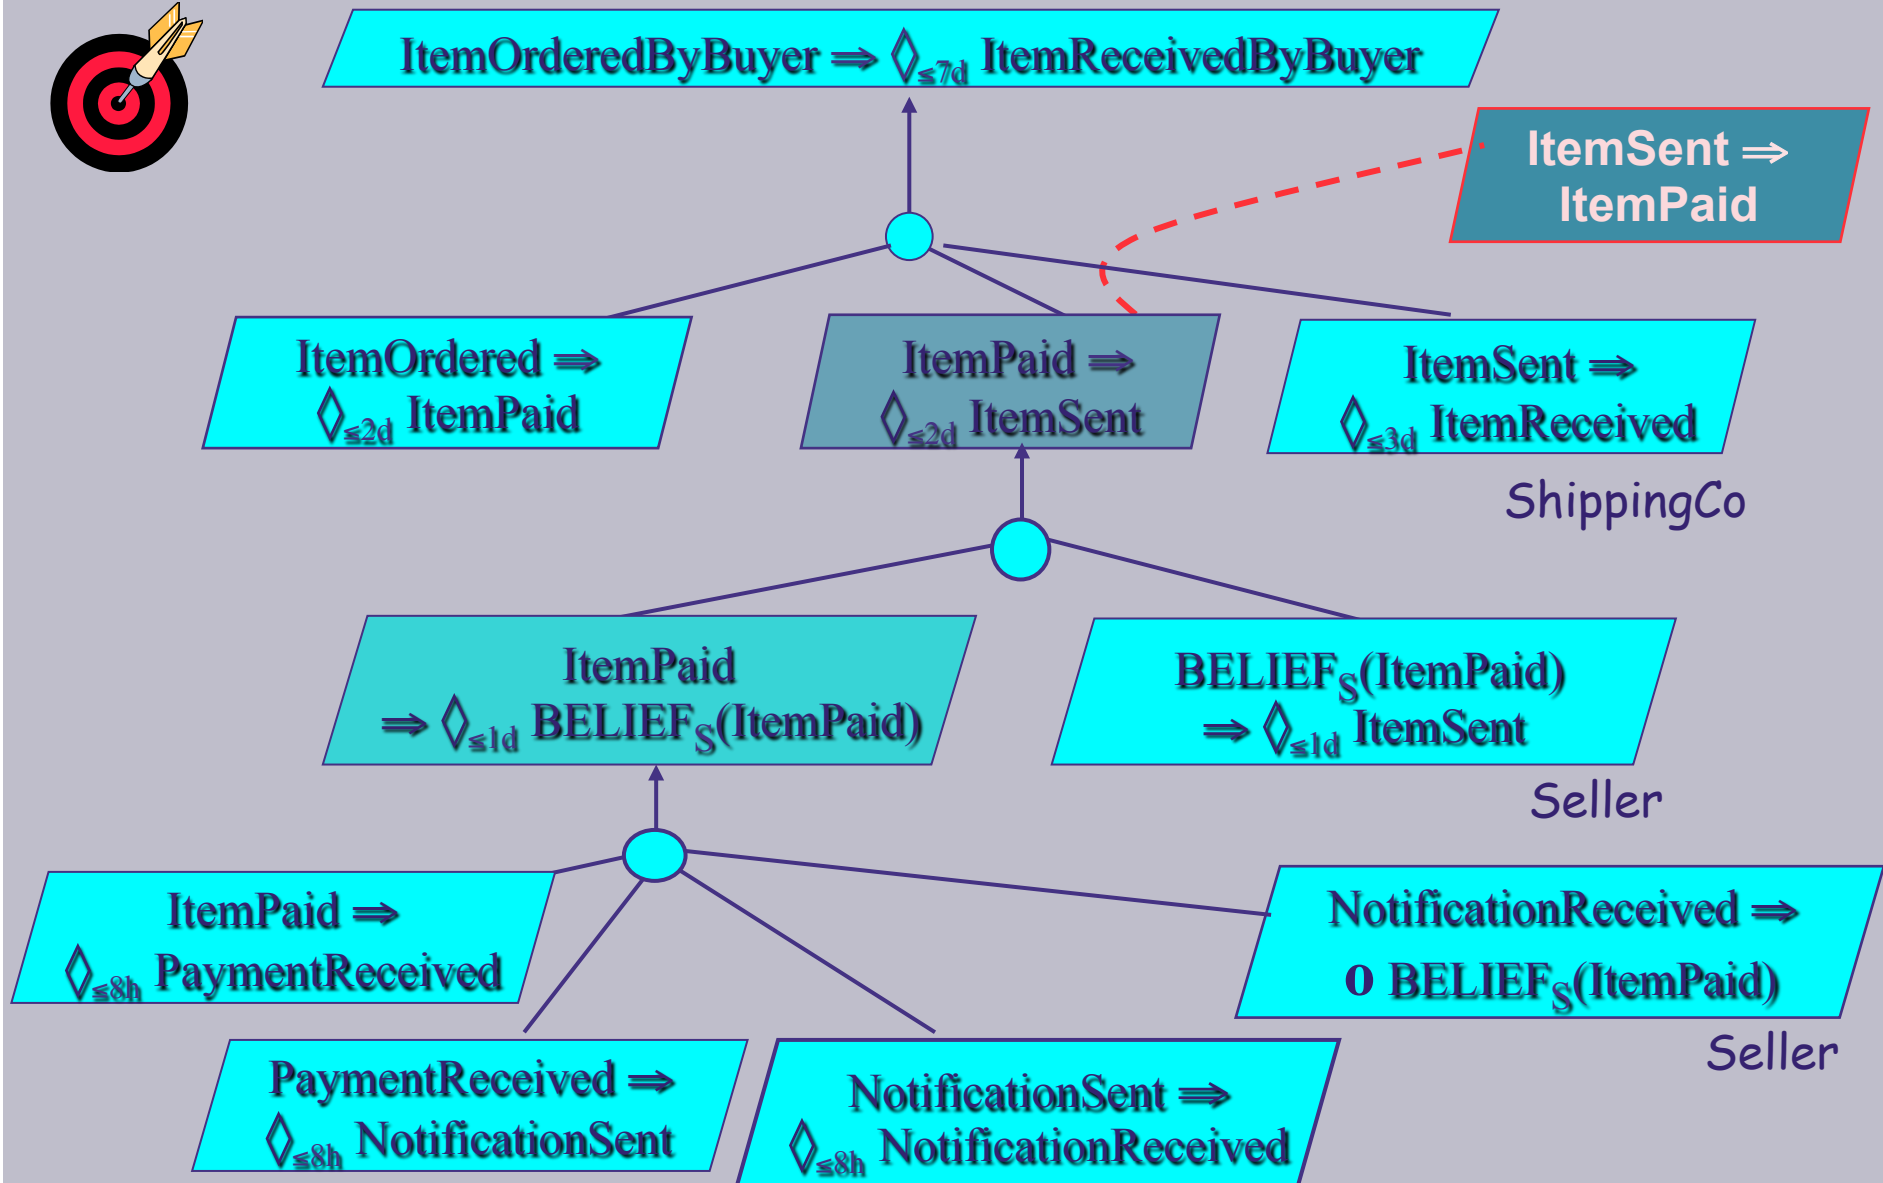 ItemOrderedByBuyer ⇒ ◊≤7d ItemReceivedByBuyer
ItemSent ⇒
ItemPaid
ItemOrdered ⇒
◊≤2d ItemPaid
ItemPaid ⇒
◊≤2d ItemSent
ItemSent ⇒
◊≤3d ItemReceived
ShippingCo
ItemPaid
⇒ ◊≤1d BELIEFS(ItemPaid)
BELIEFS(ItemPaid)
⇒ ◊≤1d ItemSent
Seller
ItemPaid ⇒
◊≤8h PaymentReceived
NotificationReceived ⇒
o BELIEFS(ItemPaid)
Seller
PaymentReceived ⇒
◊≤8h NotificationSent
NotificationSent ⇒
◊≤8h NotificationReceived